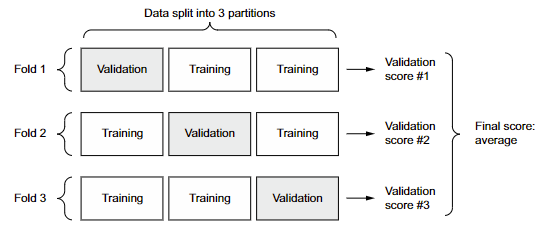 Data split into 3 partitions
Fold 1
Validation
Training
Training
Validation
score #1
Fold 2
Training
Validation
Training
Validation
score #2
Final score:
average
Fold 3
Training
Training
Validation
Validation
score #3